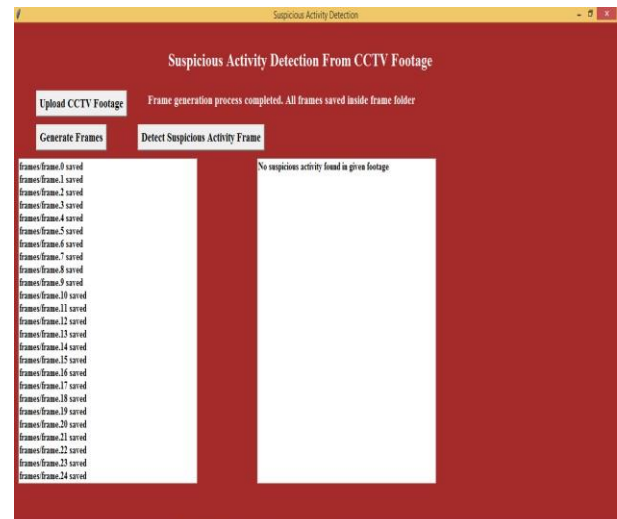 Suspicious Activity Detection
Suspicious Activity Detection From CCTV Footage
Upload CCTV Footage
Frame generation process completed. All frames saved inside frame folder
Generate Frames
Detect Suspicious Activity Frame
frames/frame.0 saved
frames/frame.1 saved
frames/frame.2 saved
frames/frame.3 saved
frames/frame.4 saved
frames/frame.5 saved
frames/frame.6 saved
frames/frame.7 saved
frames/frame.8 saved
frames/frame.9 saved
frames/frame.10 saved
frames/frame.11 saved
frames/frame.12 saved
frames/frame.13 saved
frames/frame.14 saved
frames/frame.15 saved
frames/frame.16 saved
frames/frame.17 saved
frames/frame.18 saved
frames/frame.19 saved
frames/frame.20 saved
frames/frame.21 saved
frames/frame.22 saved
frames/frame.23 saved
frames/frame.24 saved
No suspicious activity found in given footage